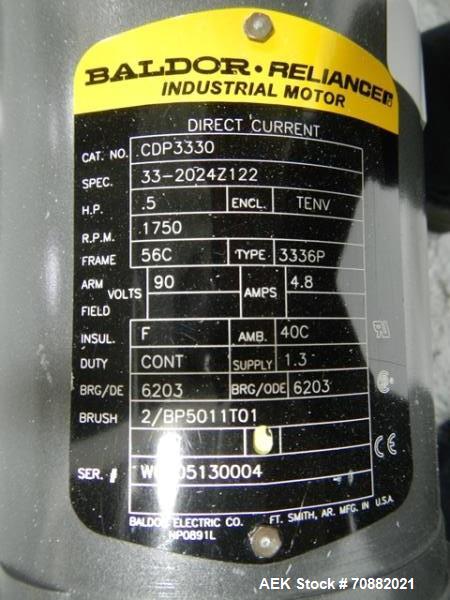 BALDOR • RELIANCER
INDUSTRIAL MOTOR
DIRECT CURRENT
CAT. NO. CDP3330
SPEC. 33-2024Z122
H.P. .5 ENCL. TENV
R.P.M. .1750
FRAME 56C TYPE 3336P
ARM VOLTS 90 AMPS 4.8
FIELD
INSUL. F AMB. 40C
DUTY CONT SUPPLY 1.3
BRG/DE 6203 BRG/ODE 6203
BRUSH 2/BP5011T01
CE
SER. # 05130004
BALDOR ELECTRIC CO. FT. SMITH, AR. MFG. IN U.S.A.
NP0891L
AEK Stock #70882021